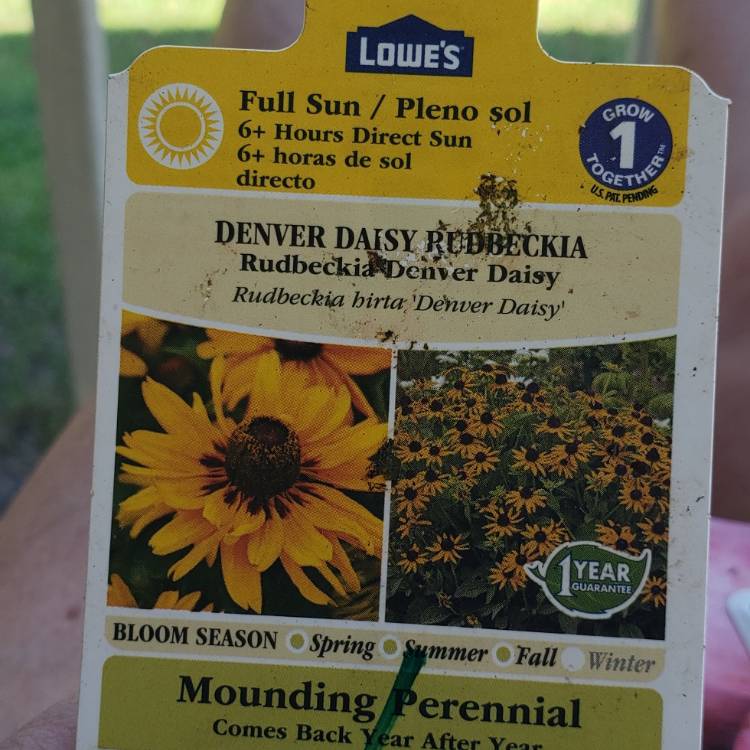 LOWE'S
Full Sun / Pleno sol
6+ Hours Direct Sun
6+ horas de sol
directo
GROW
1
TOGETHER™
U.S. PAT. PENDING
DENVER DAISY RUDBECKIA
Rudbeckia Denver Daisy
Rudbeckia hirta 'Denver Daisy'
1 YEAR
GUARANTEE
BLOOM SEASON Spring Summer Fall Winter
Mounding Perennial
Comes Back Year After Year